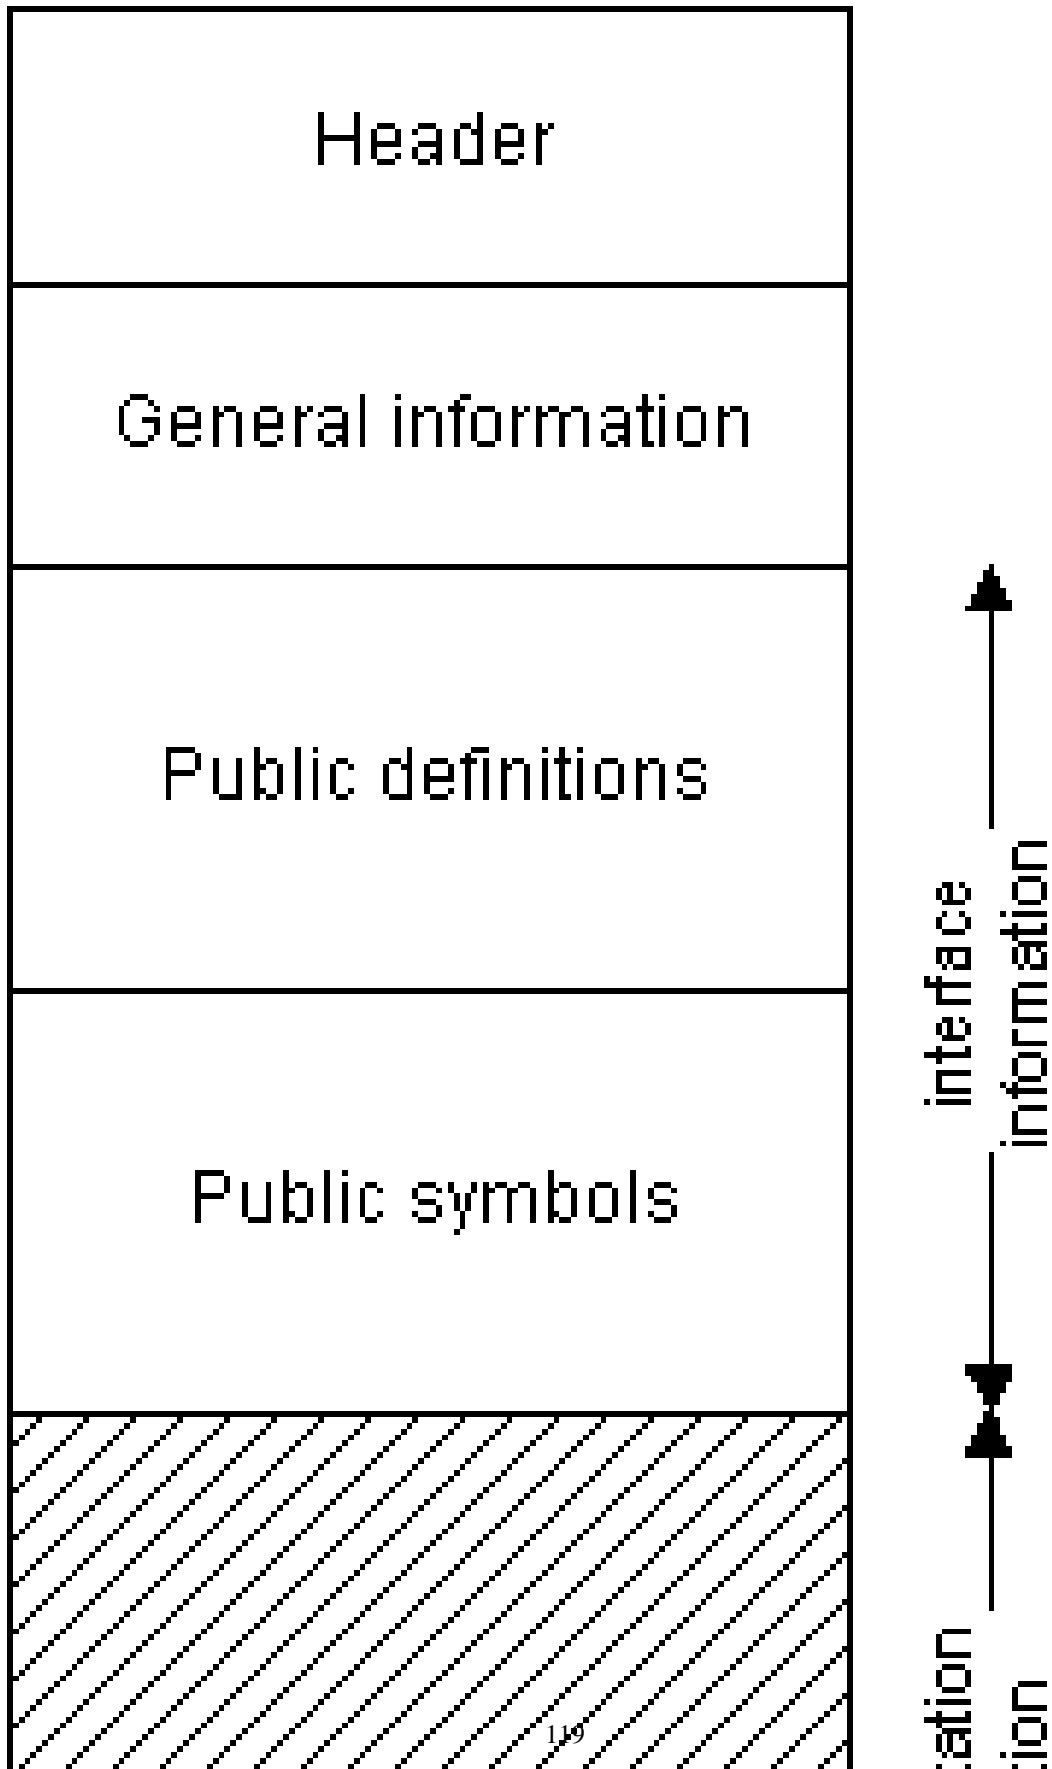 Header
General information
Public definitions
interface
information
Public symbols
119